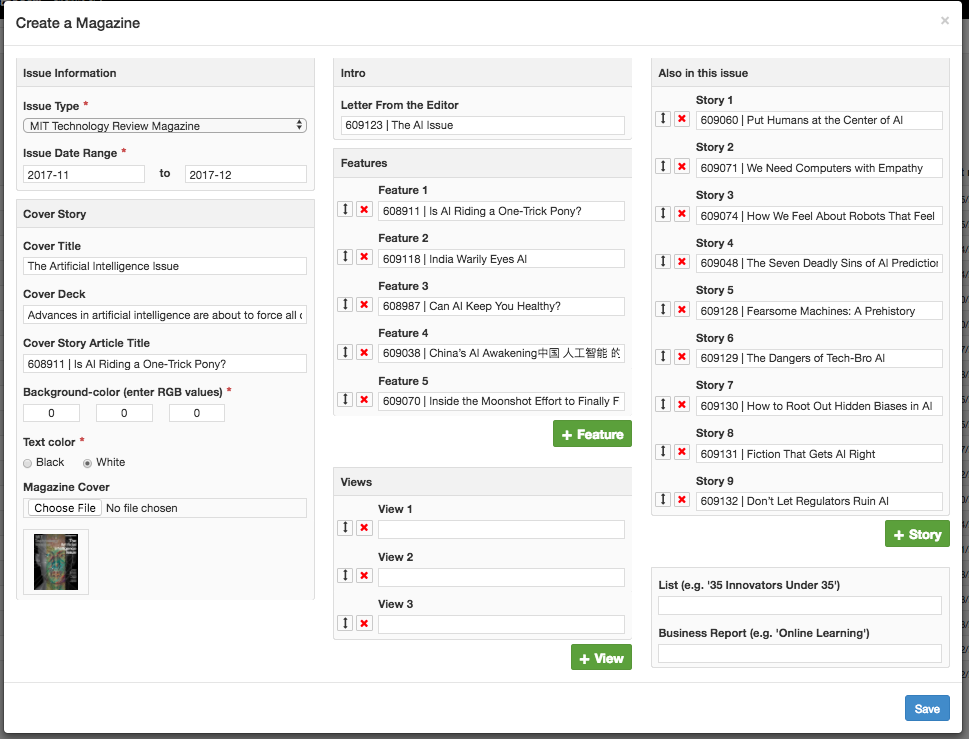 Create a Magazine
×
Issue Information
Issue Type *
MIT Technology Review Magazine
Issue Date Range *
2017-11 to 2017-12
Cover Story
Cover Title
The Artificial Intelligence Issue
Cover Deck
Advances in artificial intelligence are about to force all
Cover Story Article Title
608911 | Is AI Riding a One-Trick Pony?
Background-color (enter RGB values) *
0 0 0
Text color *
Black White
Magazine Cover
Choose File No file chosen
Intro
Letter From the Editor
609123 | The AI Issue
Features
Feature 1
608911 | Is AI Riding a One-Trick Pony?
Feature 2
609118 | India Warily Eyes AI
Feature 3
608987 | Can AI Keep You Healthy?
Feature 4
609038 | China's AI Awakening中国 人工智能 的
Feature 5
609070 | Inside the Moonshot Effort to Finally F
+ Feature
Views
View 1
View 2
View 3
+ View
Also in this issue
Story 1
609060 | Put Humans at the Center of AI
Story 2
609071 | We Need Computers with Empathy
Story 3
609074 | How We Feel About Robots That Feel
Story 4
609048 | The Seven Deadly Sins of AI Prediction
Story 5
609128 | Fearsome Machines: A Prehistory
Story 6
609129 | The Dangers of Tech-Bro AI
Story 7
609130 | How to Root Out Hidden Biases in AI
Story 8
609131 | Fiction That Gets AI Right
Story 9
609132 | Don't Let Regulators Ruin AI
+ Story
List (e.g. '35 Innovators Under 35')
Business Report (e.g. 'Online Learning')
Save